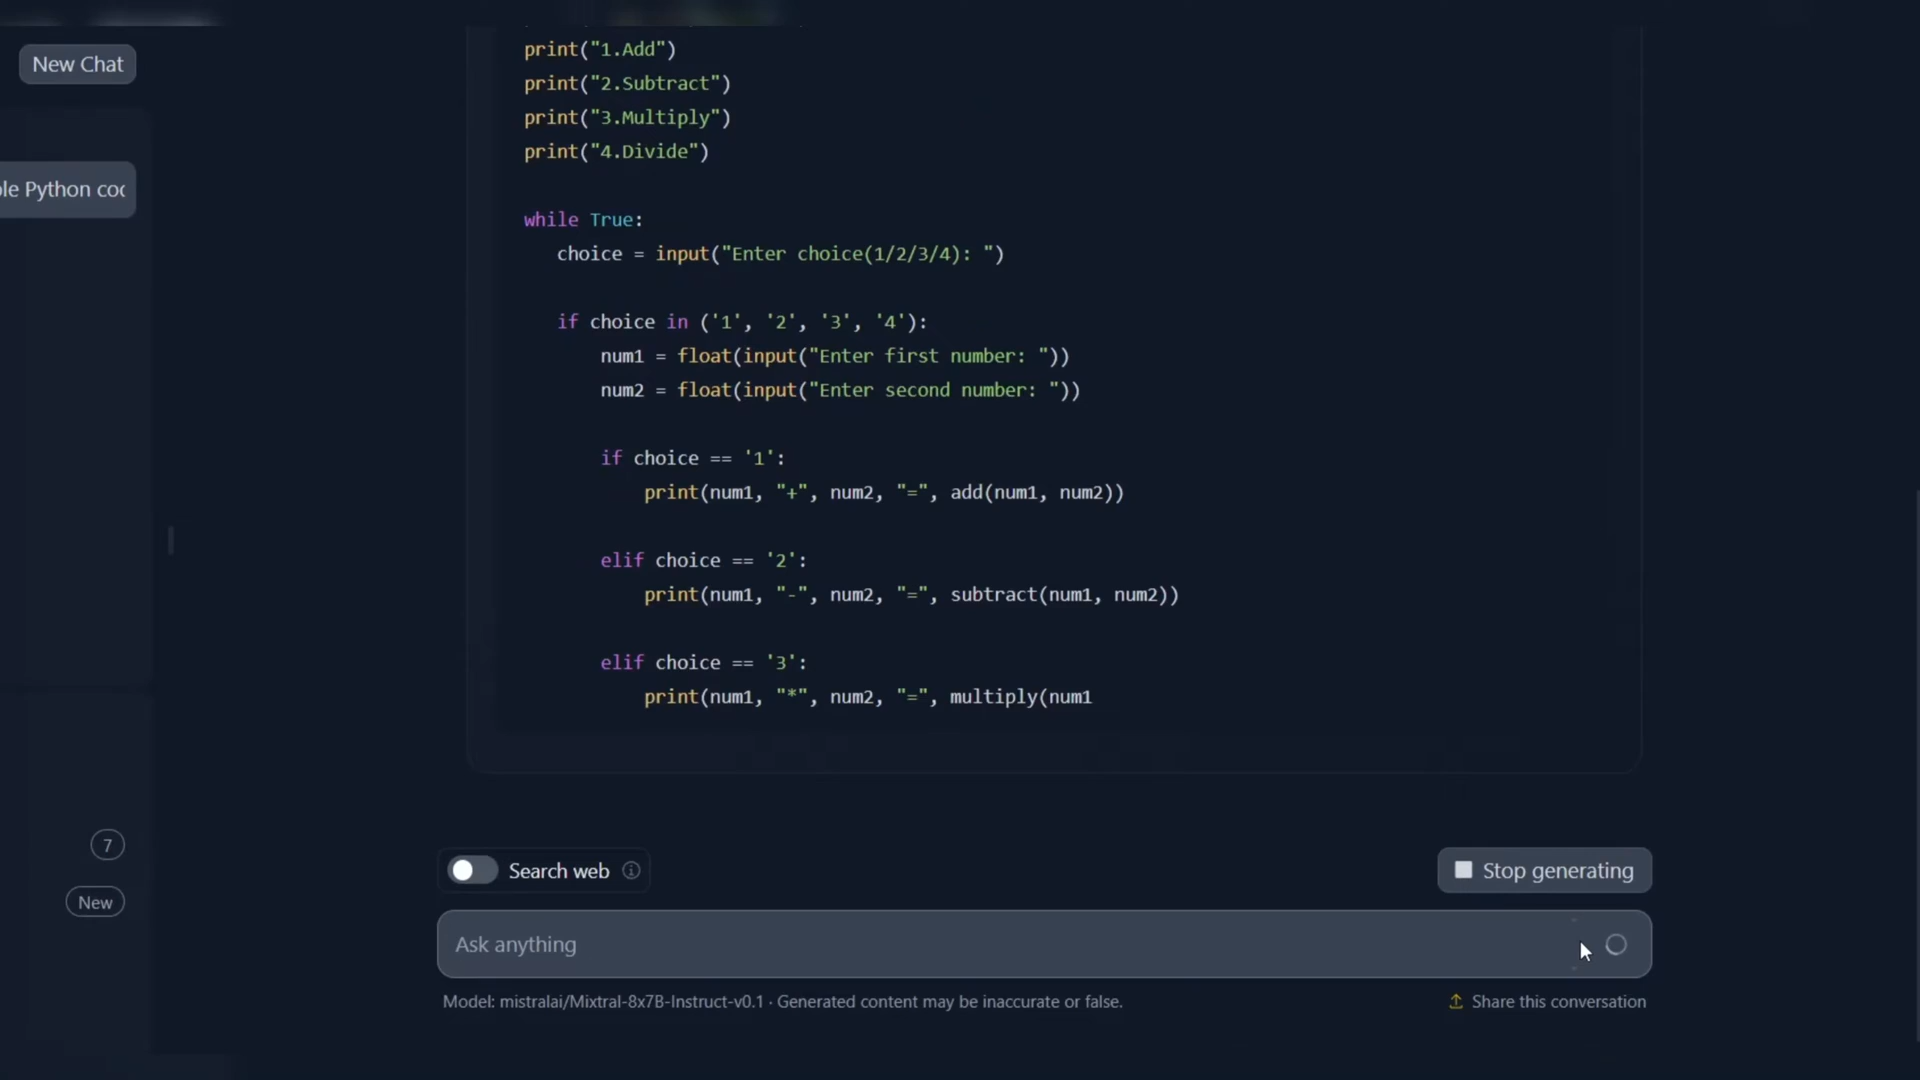 New Chat
le Python coc
7
New
print("1.Add")
print("2.Subtract")
print("3.Multiply")
print("4.Divide")
while True:
choice = input("Enter choice(1/2/3/4): ")
if choice in ('1', '2', '3', '4'):
num1 = float(input("Enter first number: "))
num2 = float(input("Enter second number: "))
if choice == '1':
print(num1, "+", num2, "=", add(num1, num2))
elif choice == '2':
print(num1, "-", num2, "=", subtract(num1, num2))
elif choice == '3':
print(num1, "*", num2, "=", multiply(num1
Search web
Stop generating
Ask anything
Model: mistralai/Mixtral-8x7B-Instruct-v0.1 · Generated content may be inaccurate or false.
Share this conversation